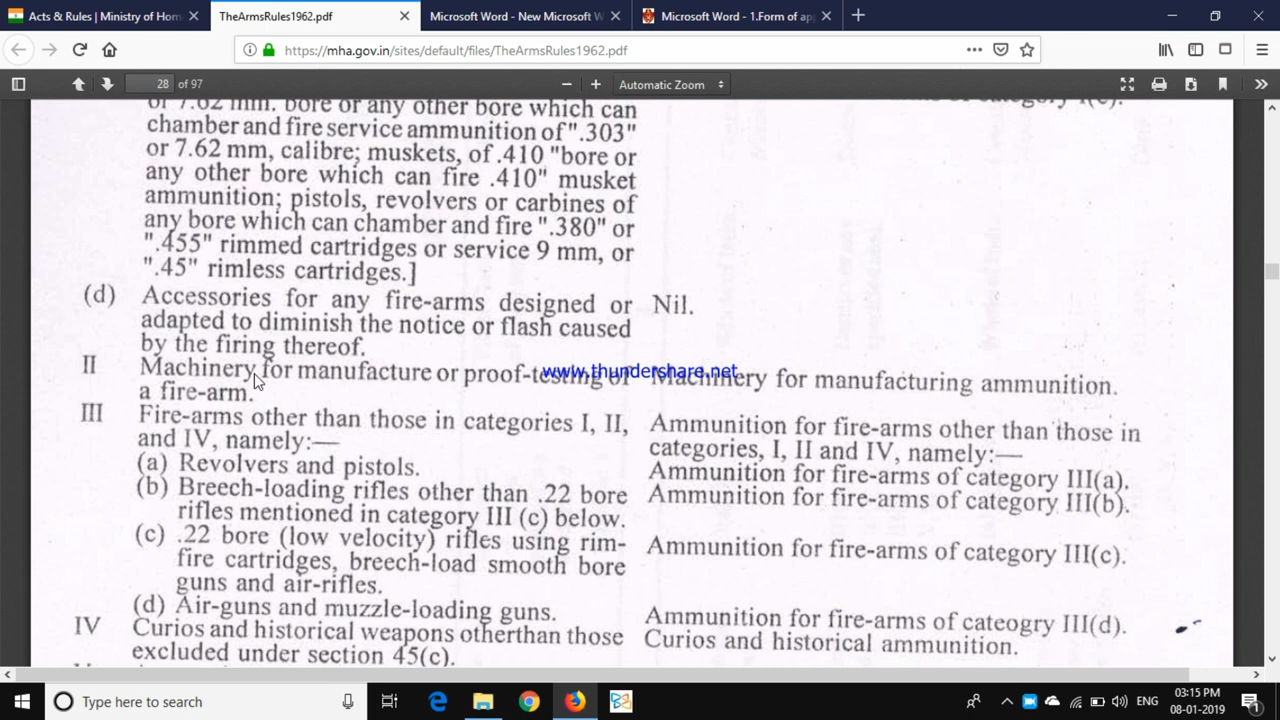 Acts & Rules | Ministry of Hom
TheArmsRules1962.pdf
Microsoft Word - New Microsoft W
Microsoft Word - 1.Form of ap
https://mha.gov.in/sites/default/files/TheArmsRules1962.pdf
28 of 97
Automatic Zoom
or 7.62 mm. bore or any other bore which can
chamber and fire service ammunition of ".303"
or 7.62 mm, calibre; muskets, of .410 "bore or
any other bore which can fire .410" musket
ammunition; pistols, revolvers or carbines of
any bore which can chamber and fire ".380" or
".455" rimmed cartridges or service 9 mm, or
".45" rimless cartridges.]
(d) Accessories for any fire-arms designed or Nil.
adapted to diminish the notice or flash caused
by the firing thereof.
II Machinery for manufacture or proof-testing of Machinery for manufacturing ammunition.
www.thundershare.net
a fire-arm.
III Fire-arms other than those in categories I, II, Ammunition for fire-arms other than those in
and IV, namely:— categories, I, II and IV, namely:—
(a) Revolvers and pistols. Ammunition for fire-arms of category III(a).
(b) Breech-loading rifles other than .22 bore Ammunition for fire-arms of category III(b).
rifles mentioned in category III (c) below.
(c) .22 bore (low velocity) rifles using rim- Ammunition for fire-arms of category III(c).
fire cartridges, breech-load smooth bore
guns and air-rifles.
(d) Air-guns and muzzle-loading guns. Ammunition for fire-arms of cateogry III(d).
IV Curios and historical weapons otherthan those Curios and historical ammunition.
excluded under section 45(c).
Type here to search
ENG
03:15 PM
08-01-2019